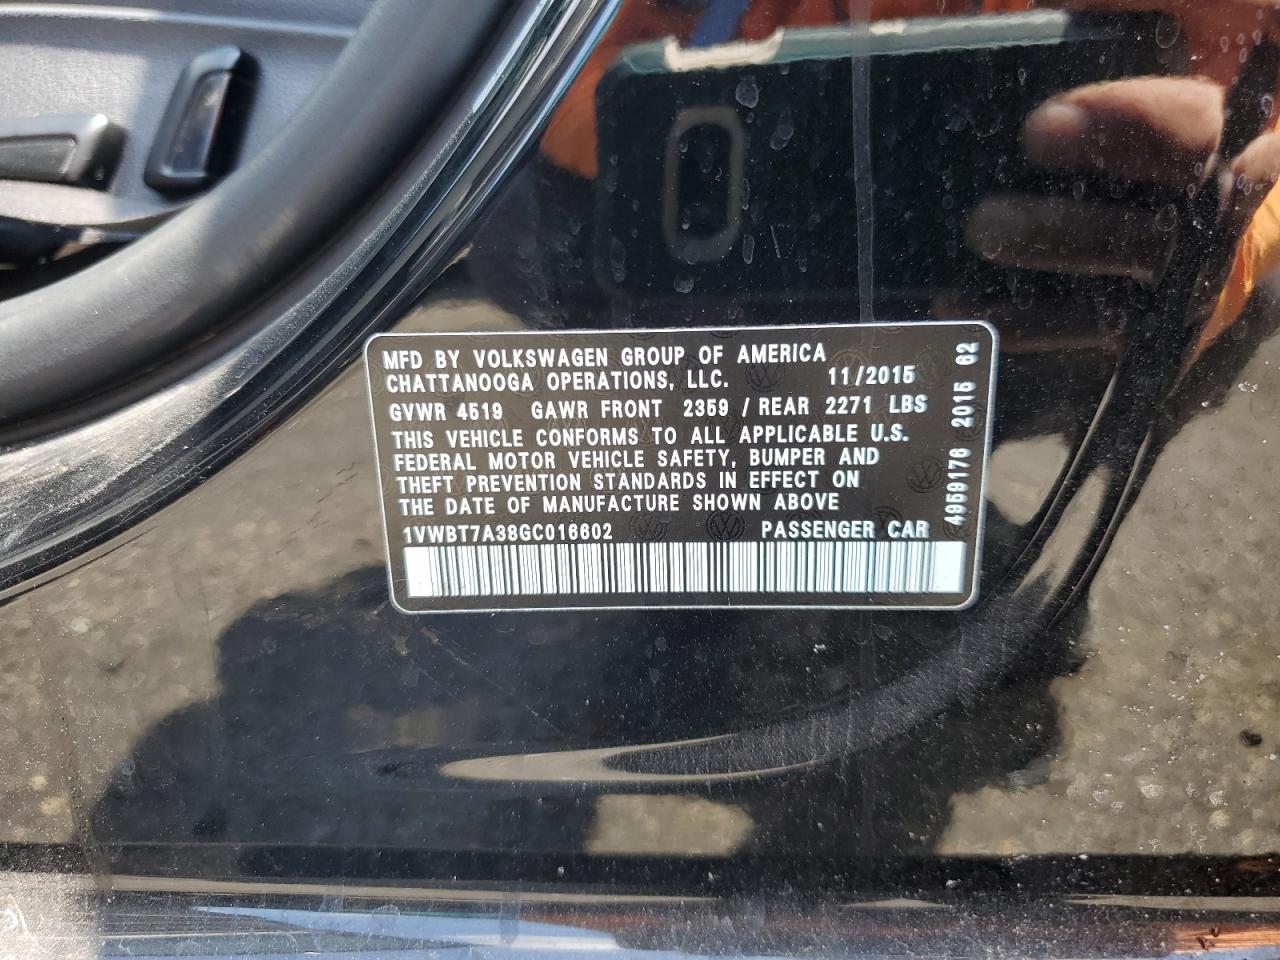 MFD BY VOLKSWAGEN GROUP OF AMERICA
CHATTANOOGA OPERATIONS, LLC. 11/2015
GVWR 4519 GAWR FRONT 2359 / REAR 2271 LBS
THIS VEHICLE CONFORMS TO ALL APPLICABLE U.S.
FEDERAL MOTOR VEHICLE SAFETY, BUMPER AND
THEFT PREVENTION STANDARDS IN EFFECT ON
THE DATE OF MANUFACTURE SHOWN ABOVE
1VWBT7A38GC016602 PASSENGER CAR
4959176 2015 62